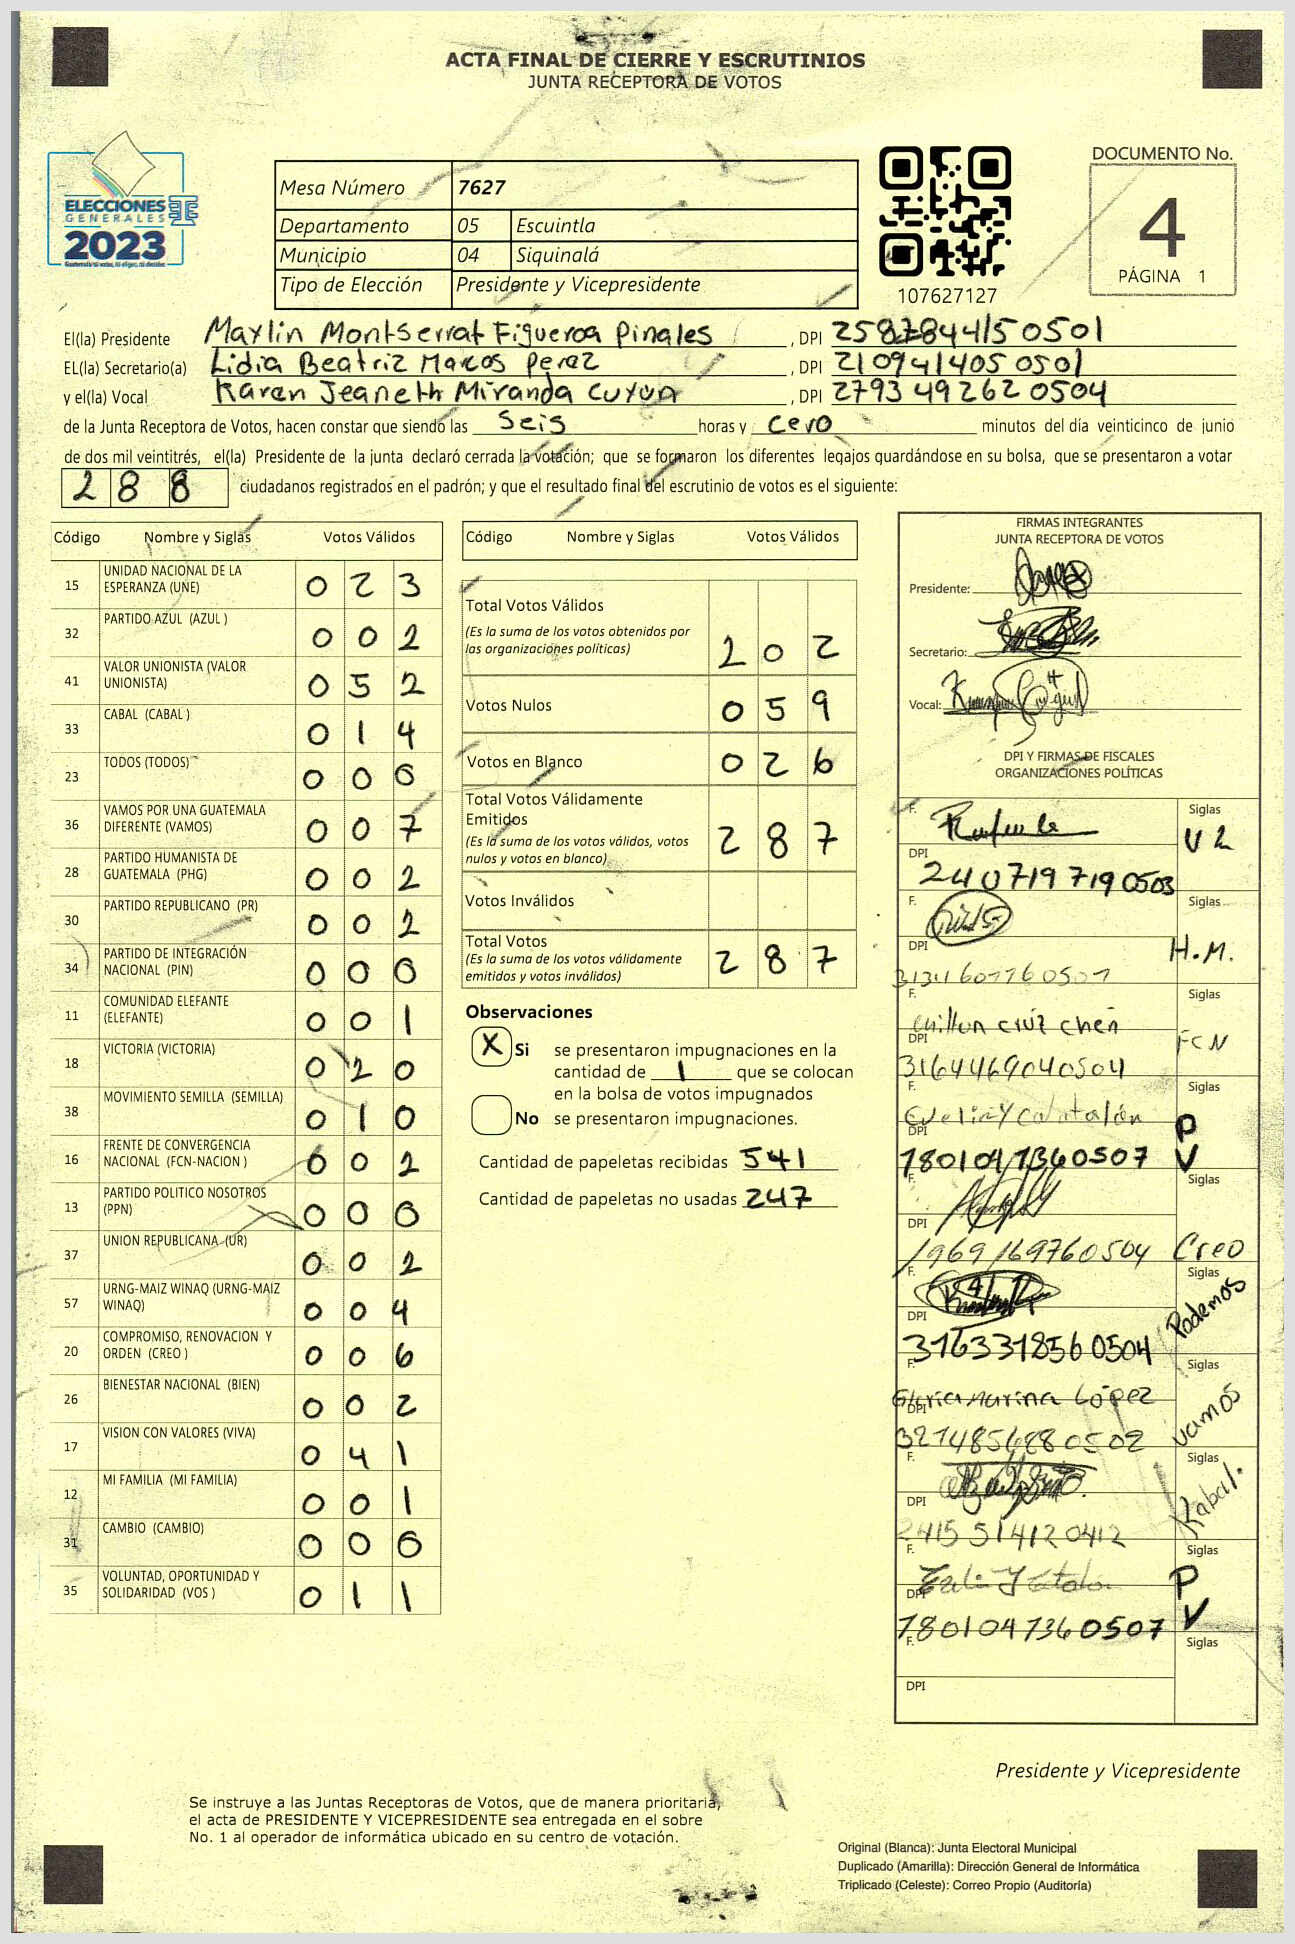 ACTA FINAL DE CIERRE Y ESCRUTINIOS
JUNTA RECEPTORA DE VOTOS
ELECCIONES
GENERALES
2023
Mesa Número 7627
Departamento 05 Escuintla
Municipio 04 Siquinalá
Tipo de Elección Presidente y Vicepresidente
107627127
DOCUMENTO No.
4
PÁGINA 1
El(la) Presidente Maylin Montserrat Figueroa Pinales, DPI 2587844150501
EL(la) Secretario(a) Lidia Beatriz Marcos Perez, DPI 2109414050501
y el(la) Vocal Karen Jeaneth Miranda Cuyun, DPI 2793492620504
de la Junta Receptora de Votos, hacen constar que siendo las Seis horas y cero minutos del día veinticinco de junio
de dos mil veintitrés, el(la) Presidente de la junta declaró cerrada la votación; que se formaron los diferentes legajos quardándose en su bolsa, que se presentaron a votar
288 ciudadanos registrados en el padrón; y que el resultado final del escrutinio de votos es el siguiente:
Código Nombre y Siglas Votos Válidos
15 UNIDAD NACIONAL DE LA
ESPERANZA (UNE) 0 2 3
32 PARTIDO AZUL (AZUL ) 0 0 2
41 VALOR UNIONISTA (VALOR
UNIONISTA) 0 5 2
33 CABAL (CABAL ) 0 1 4
23 TODOS (TODOS) 0 0 0
36 VAMOS POR UNA GUATEMALA
DIFERENTE (VAMOS) 0 0 7
28 PARTIDO HUMANISTA DE
GUATEMALA (PHG) 0 0 2
30 PARTIDO REPUBLICANO (PR) 0 0 2
34 PARTIDO DE INTEGRACIÓN
NACIONAL (PIN) 0 0 0
11 COMUNIDAD ELEFANTE
(ELEFANTE) 0 0 1
18 VICTORIA (VICTORIA) 0 2 0
38 MOVIMIENTO SEMILLA (SEMILLA) 0 1 0
16 FRENTE DE CONVERGENCIA
NACIONAL (FCN-NACION ) 0 0 2
13 PARTIDO POLITICO NOSOTROS
(PPN) 0 0 0
37 UNION REPUBLICANA (UR) 0 0 2
57 URNG-MAIZ WINAQ (URNG-MAIZ
WINAQ) 0 0 4
20 COMPROMISO, RENOVACION Y
ORDEN (CREO ) 0 0 6
26 BIENESTAR NACIONAL (BIEN) 0 0 2
17 VISION CON VALORES (VIVA) 0 4 1
12 MI FAMILIA (MI FAMILIA) 0 0 1
31 CAMBIO (CAMBIO) 0 0 0
35 VOLUNTAD, OPORTUNIDAD Y
SOLIDARIDAD (VOS ) 0 1 1
Código Nombre y Siglas Votos Válidos
Total Votos Válidos
(Es la suma de los votos obtenidos por
las organizaciones políticas) 2 0 2
Votos Nulos 0 5 9
Votos en Blanco 0 2 6
Total Votos Válidamente
Emitidos
(Es la suma de los votos válidos, votos
nulos y votos en blanco) 2 8 7
Votos Inválidos
Total Votos
(Es la suma de los votos válidamente
emitidos y votos inválidos) 2 8 7
Observaciones
X Si se presentaron impugnaciones en la
cantidad de 1 que se colocan
en la bolsa de votos impugnados
No se presentaron impugnaciones.
Cantidad de papeletas recibidas 541
Cantidad de papeletas no usadas 247
FIRMAS INTEGRANTES
JUNTA RECEPTORA DE VOTOS
Presidente:
Secretario:
Vocal:
DPI Y FIRMAS DE FISCALES
ORGANIZACIONES POLÍTICAS
F. Siglas
DPI 2407197190503
F. Siglas H.M.
DPI
F. Siglas FCN
DPI 3164469040504
F. Siglas P V
DPI 1801047360507
F. Siglas Creo
DPI 1969169760504
F. Siglas Podemos
DPI 3163318560504
F. López Siglas Vamos
DPI 3274856880502
F. Siglas Kabal.
DPI 2415514120412
F. Siglas P V
DPI 1801047360507
F. Siglas
DPI
Presidente y Vicepresidente
Se instruye a las Juntas Receptoras de Votos, que de manera prioritaria,
el acta de PRESIDENTE Y VICEPRESIDENTE sea entregada en el sobre
No. 1 al operador de informática ubicado en su centro de votación.
Original (Blanca): Junta Electoral Municipal
Duplicado (Amarilla): Dirección General de Informática
Triplicado (Celeste): Correo Propio (Auditoría)